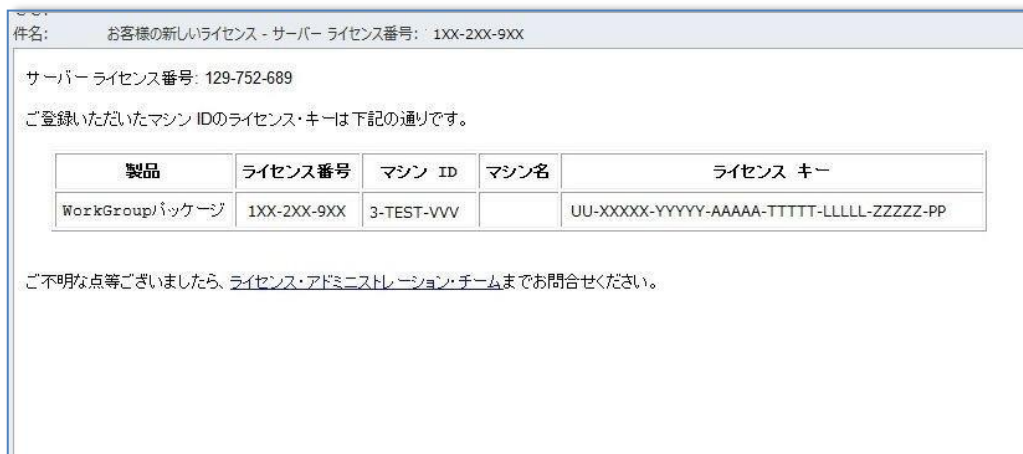 件名: お客様の新しいライセンス - サーバー ライセンス番号: 1XX-2XX-9XX
サーバー ライセンス番号: 129-752-689
ご登録いただいたマシン IDのライセンス・キーは下記の通りです。
製品 ライセンス番号 マシン ID マシン名 ライセンス キー
WorkGroupパッケージ 1XX-2XX-9XX 3-TEST-VVV UU-XXXXX-YYYYY-AAAAA-TTTTT-LLLLL-ZZZZZ-PP
ご不明な点等ございましたら、ライセンス・アドミニストレーション・チームまでお問合せください。